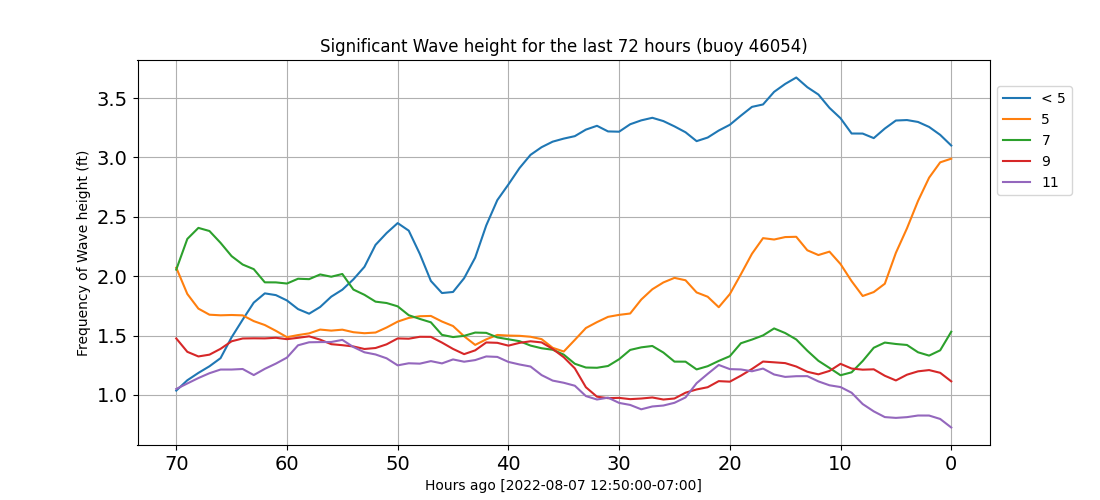 Significant Wave height for the last 72 hours (buoy 46054)
Frequency of Wave height (ft)
3.5
3.0
2.5
2.0
1.5
1.0
70 60 50 40 30 20 10 0
Hours ago [2022-08-07 12:50:00-07:00]
< 5
5
7
9
11